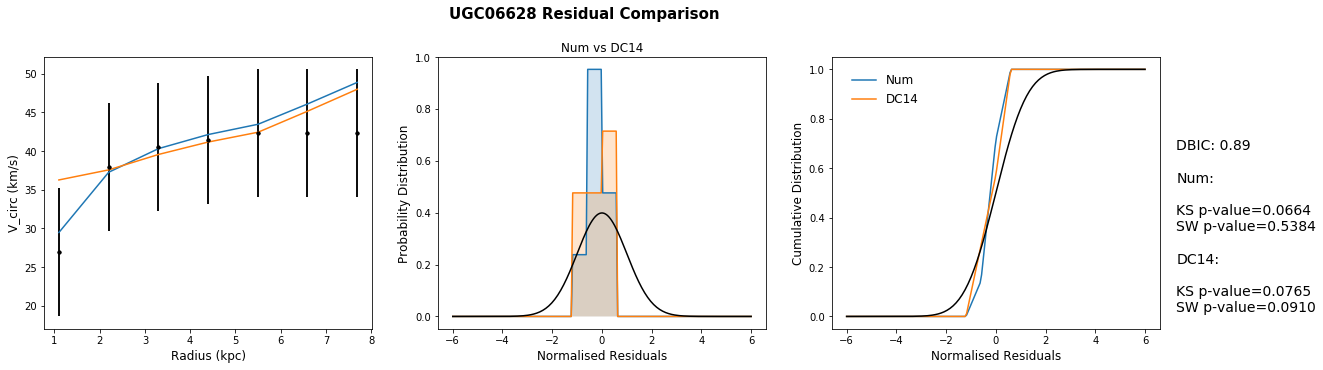 UGC06628 Residual Comparison
V_circ (km/s)
50
45
40
35
30
25
20
1 2 3 4 5 6 7 8
Radius (kpc)
Num vs DC14
Probability Distribution
1.0
0.8
0.6
0.4
0.2
0.0
−6 −4 −2 0 2 4 6
Normalised Residuals
Cumulative Distribution
1.0
0.8
0.6
0.4
0.2
0.0
Num
DC14
−6 −4 −2 0 2 4 6
Normalised Residuals
DBIC: 0.89
Num:
KS p-value=0.0664
SW p-value=0.5384
DC14:
KS p-value=0.0765
SW p-value=0.0910